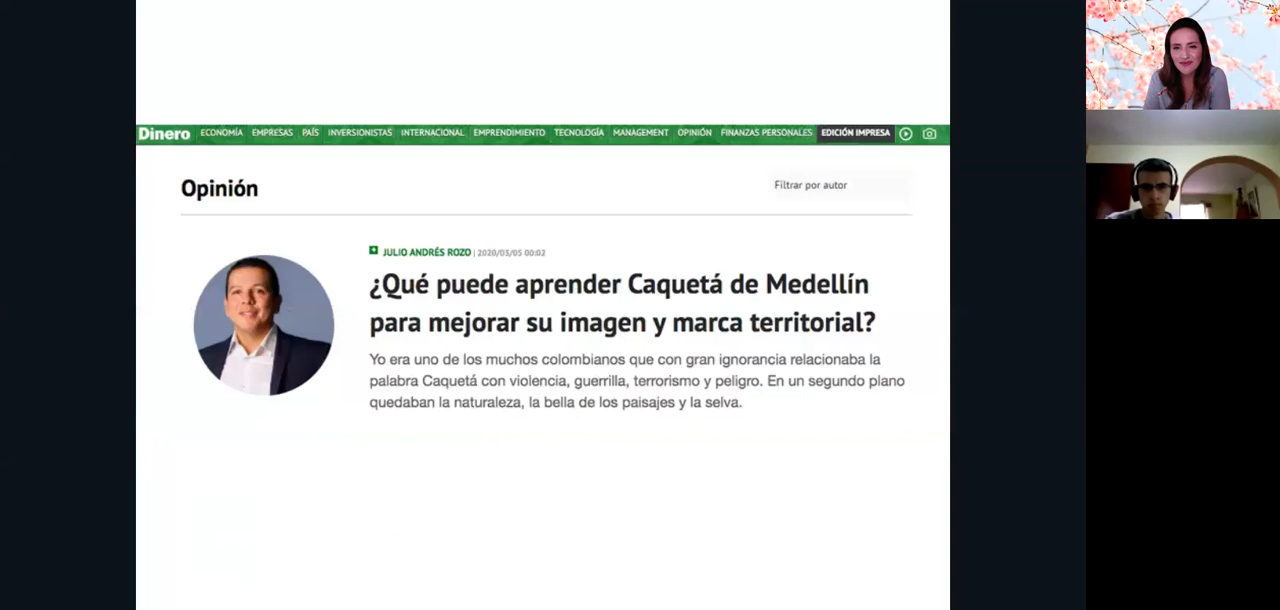 Dinero ECONOMÍA EMPRESAS PAÍS INVERSIONISTAS INTERNACIONAL EMPRENDIMIENTO TECNOLOGÍA MANAGEMENT OPINIÓN FINANZAS PERSONALES EDICIÓN IMPRESA
Opinión
Filtrar por autor
JULIO ANDRÉS ROZO | 2020/03/05 00:02
¿Qué puede aprender Caquetá de Medellín
para mejorar su imagen y marca territorial?
Yo era uno de los muchos colombianos que con gran ignorancia relacionaba la
palabra Caquetá con violencia, guerrilla, terrorismo y peligro. En un segundo plano
quedaban la naturaleza, la bella de los paisajes y la selva.